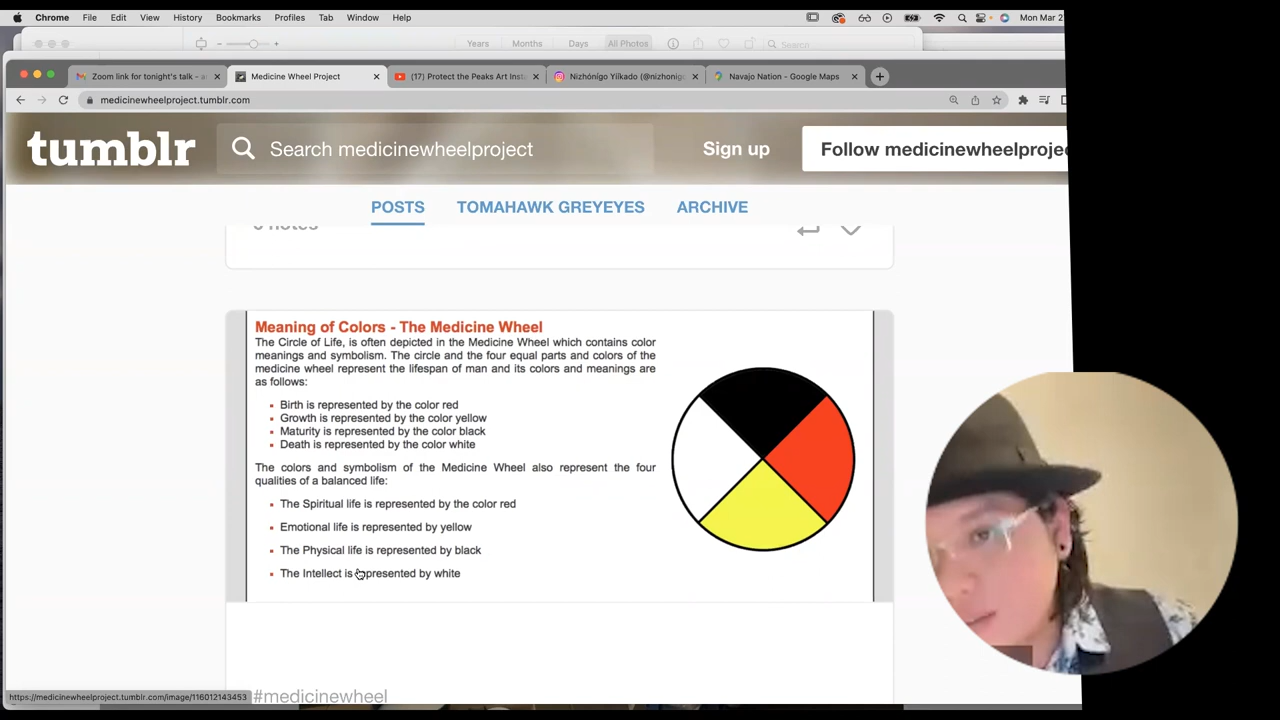 Chrome File Edit View History Bookmarks Profiles Tab Window Help Mon Mar 2
Years Months Days All Photos Search
Zoom link for tonight's talk - a Medicine Wheel Project (17) Protect the Peaks Art Insta Nizhónígo Yiíkado (@nizhonig Navajo Nation - Google Maps
medicinewheelproject.tumblr.com
tumblr Search medicinewheelproject Sign up Follow medicinewheelproje
POSTS TOMAHAWK GREYEYES ARCHIVE
notes
Meaning of Colors - The Medicine Wheel
The Circle of Life, is often depicted in the Medicine Wheel which contains color
meanings and symbolism. The circle and the four equal parts and colors of the
medicine wheel represent the lifespan of man and its colors and meanings are
as follows:
Birth is represented by the color red
Growth is represented by the color yellow
Maturity is represented by the color black
Death is represented by the color white
The colors and symbolism of the Medicine Wheel also represent the four
qualities of a balanced life:
The Spiritual life is represented by the color red
Emotional life is represented by yellow
The Physical life is represented by black
The Intellect is represented by white
#medicinewheel
https://medicinewheelproject.tumblr.com/image/116012143453